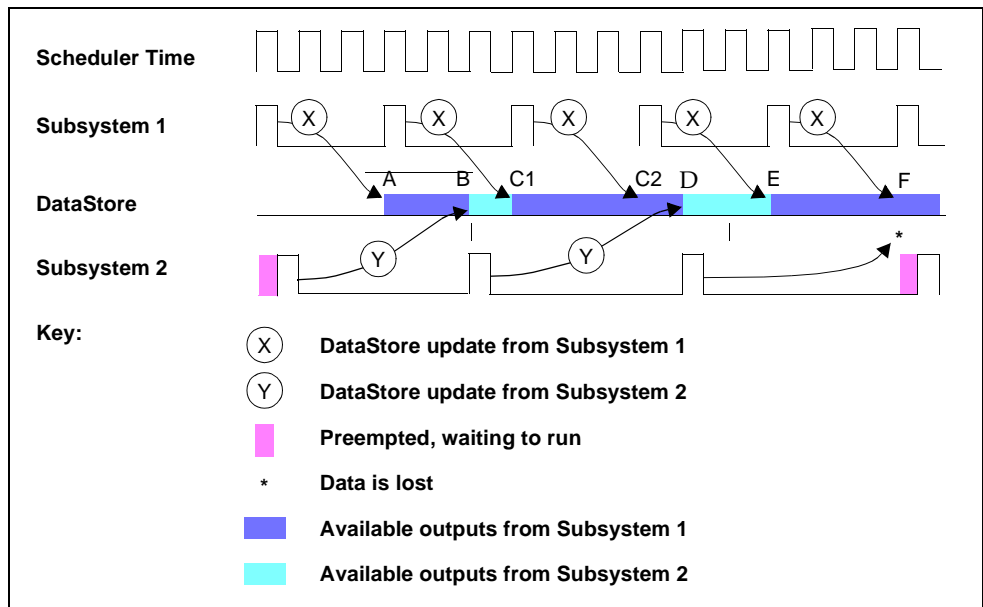 Scheduler Time
Subsystem 1
X X X X X
A B C1 C2 D E F
DataStore
*
Subsystem 2
Y Y
Key:
X DataStore update from Subsystem 1
Y DataStore update from Subsystem 2
Preempted, waiting to run
* Data is lost
Available outputs from Subsystem 1
Available outputs from Subsystem 2